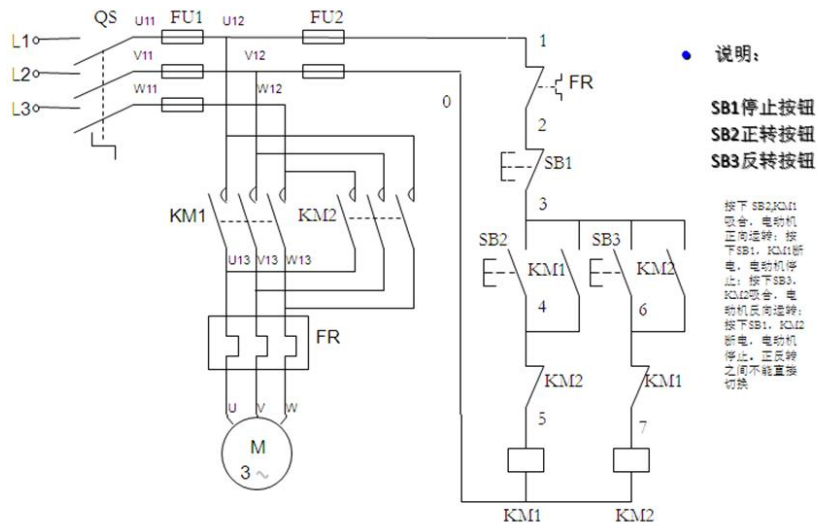 QS U11 FU1 U12 FU2
L1 1
V11 V12
L2
W11 W12
L3
0
FR
2
SB1
3
KM1 KM2
SB2 KM1 SB3 KM2
U13 V13 W13
4 6
FR
KM2 KM1
U V W
5 7
M
3 ~
KM1 KM2
说明:
SB1停止按钮
SB2正转按钮
SB3反转按钮
按下SB2,KM1
吸合，电动机
正向运转；按
下SB1，KM1断
电，电动机停
止；按下SB3，
KM2吸合，电
动机反向运转；
按下SB1，KM2
断电，电动机
停止。正反转
之间不能直接
切换